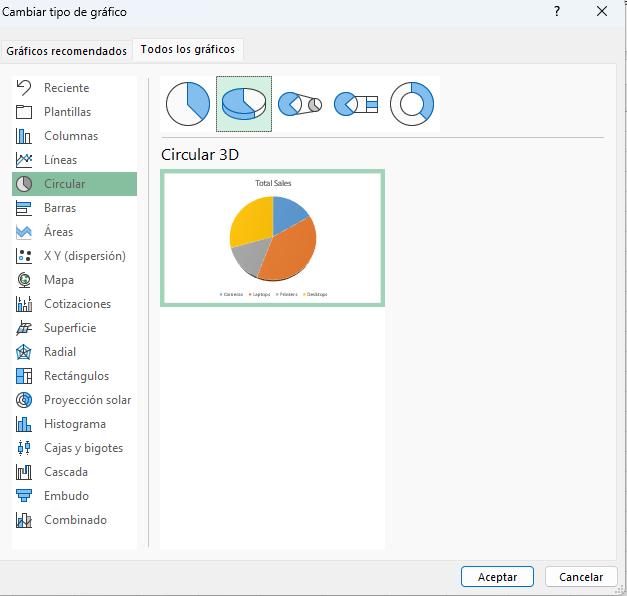 Cambiar tipo de gráfico
?
Gráficos recomendados
Todos los gráficos
Reciente
Plantillas
Columnas
Líneas
Circular
Barras
Áreas
X Y (dispersión)
Mapa
Cotizaciones
Superficie
Radial
Rectángulos
Proyección solar
Histograma
Cajas y bigotes
Cascada
Embudo
Combinado
Circular 3D
Total Sales
Cameras Laptops Printers Desktops
Aceptar
Cancelar